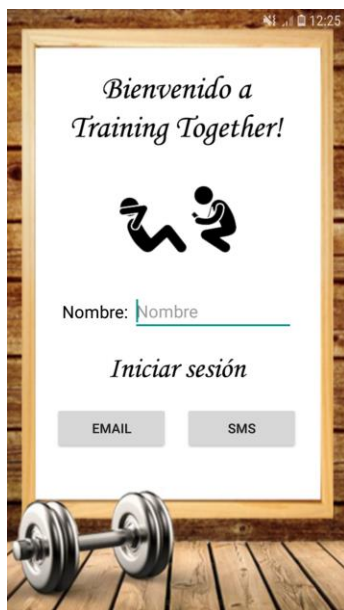 12:25
Bienvenido a
Training Together!
Nombre: Nombre
Iniciar sesión
EMAIL SMS